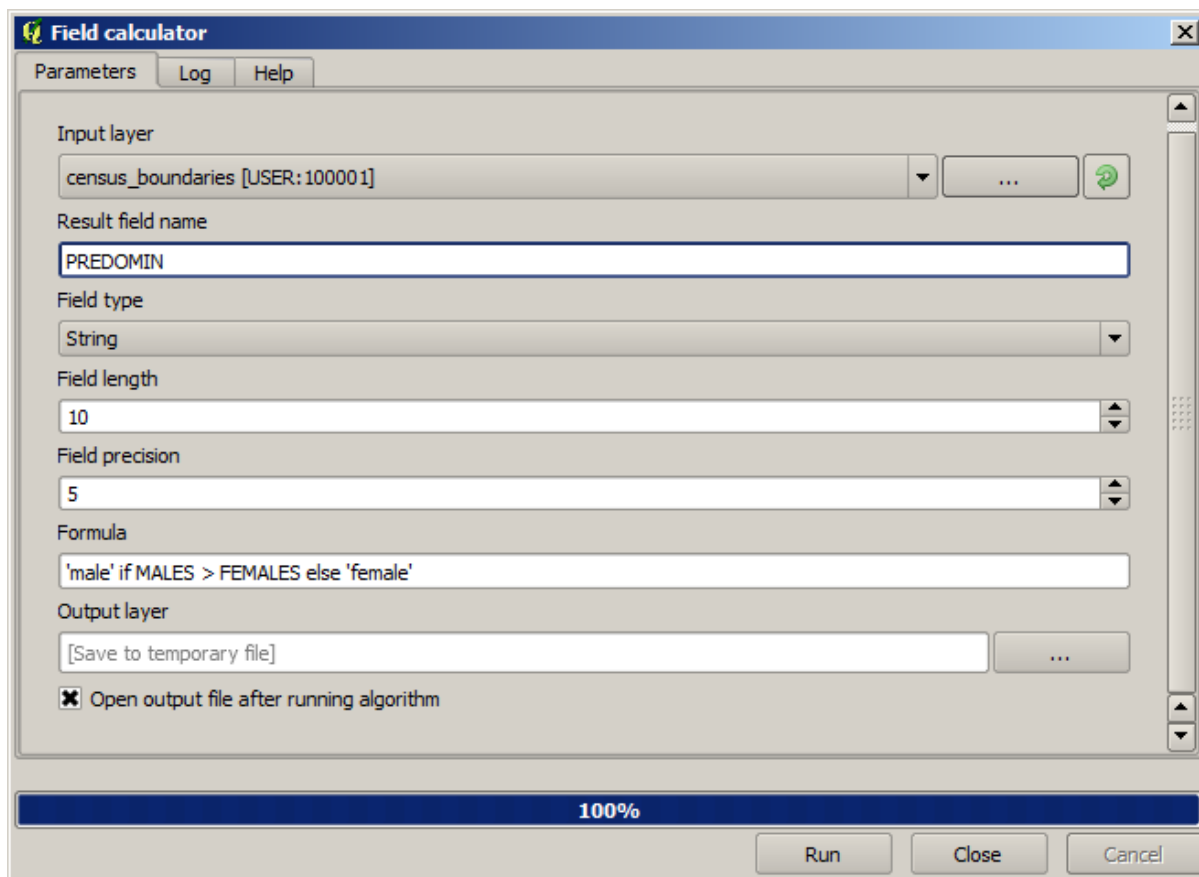 Field calculator
Parameters Log Help
Input layer
census_boundaries [USER:100001] ...
Result field name
PREDOMIN
Field type
String
Field length
10
Field precision
5
Formula
'male' if MALES > FEMALES else 'female'
Output layer
[Save to temporary file] ...
Open output file after running algorithm
100%
Run Close Cancel